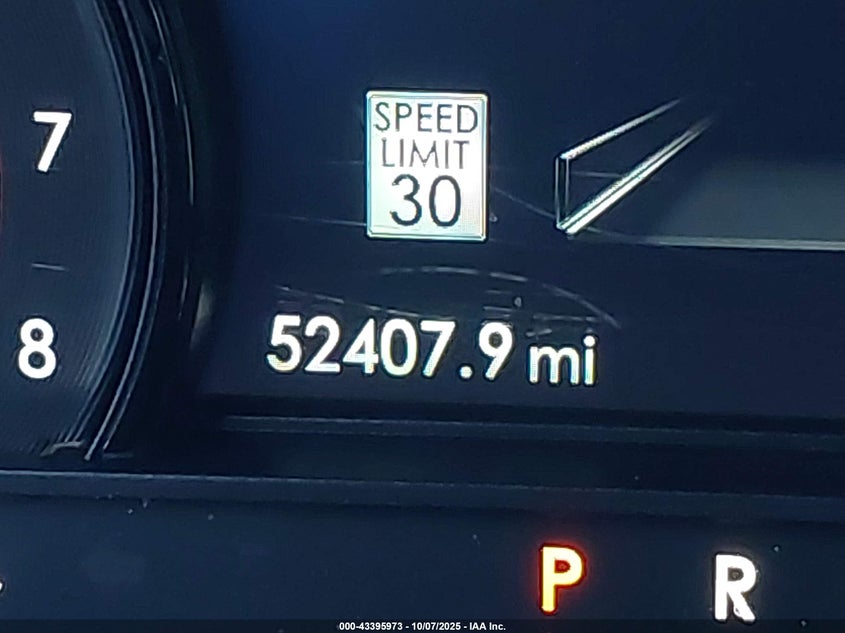 7
SPEED
LIMIT
30
8
52407.9 mi
P R
000-43395973 - 10/07/2025 - IAA Inc.